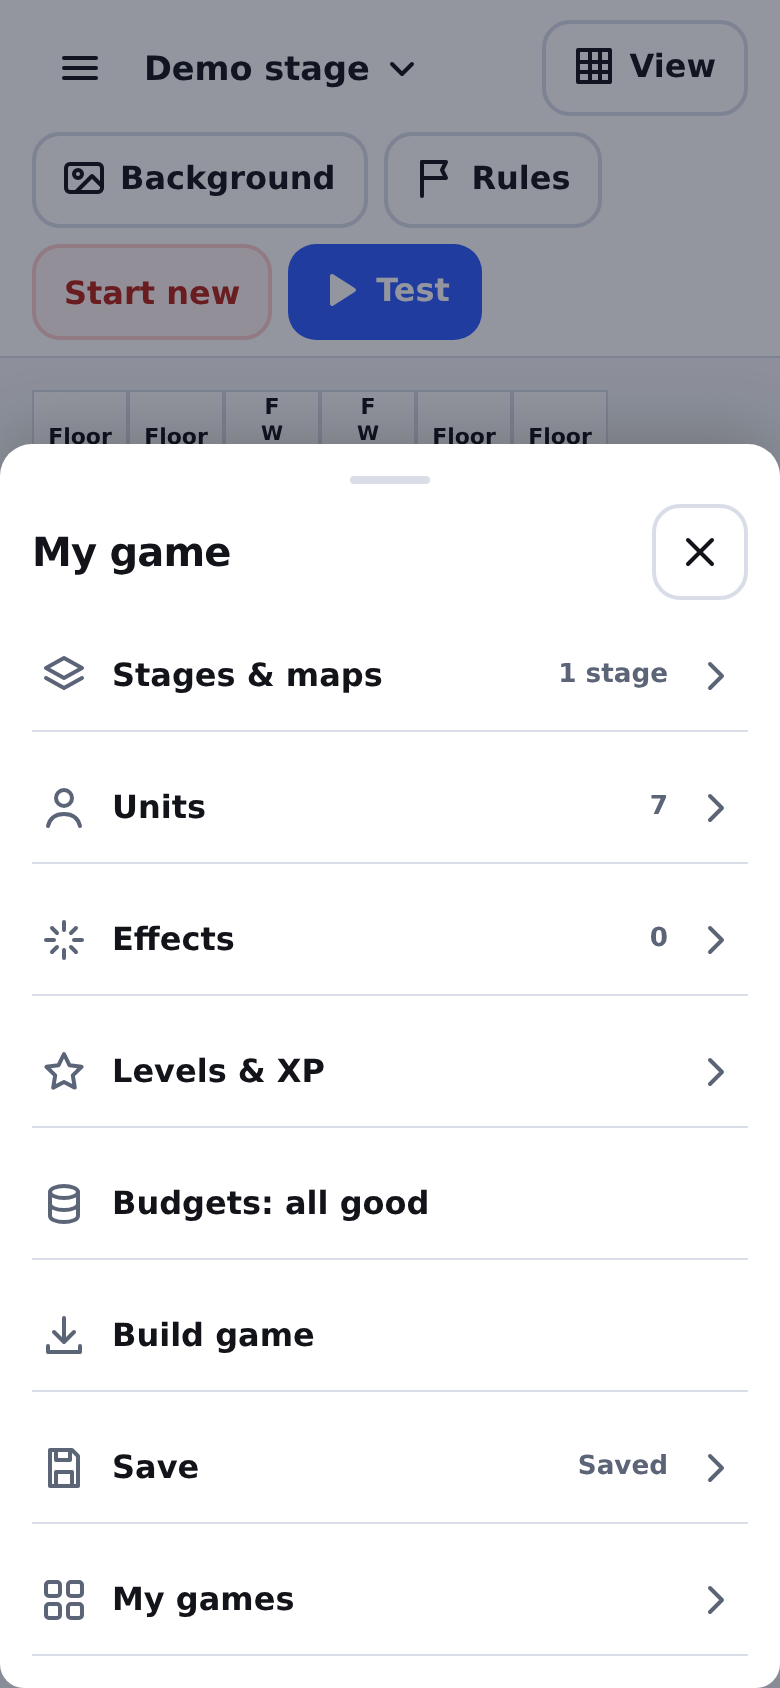 Demo stage
View
Background
Rules
Start new
Test
Floor Floor F W F W Floor Floor
My game
Stages & maps 1 stage
Units 7
Effects 0
Levels & XP
Budgets: all good
Build game
Save Saved
My games